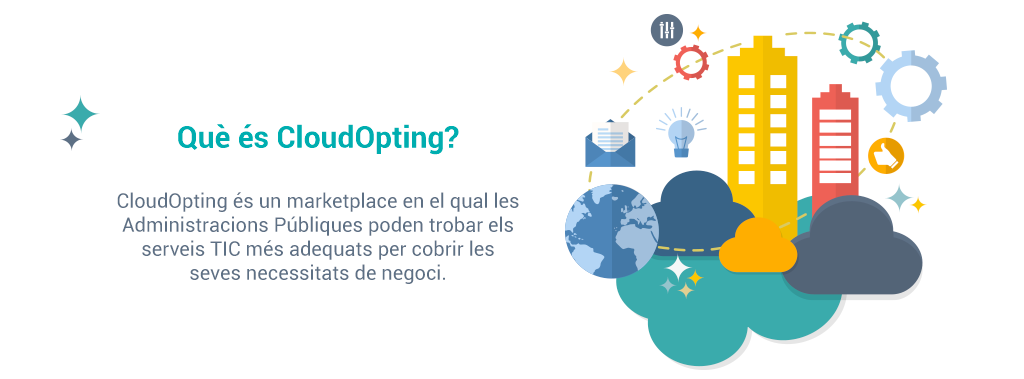 Què és CloudOpting?
CloudOpting és un marketplace en el qual les
Administracions Públiques poden trobar els
serveis TIC més adequats per cobrir les
seves necessitats de negoci.